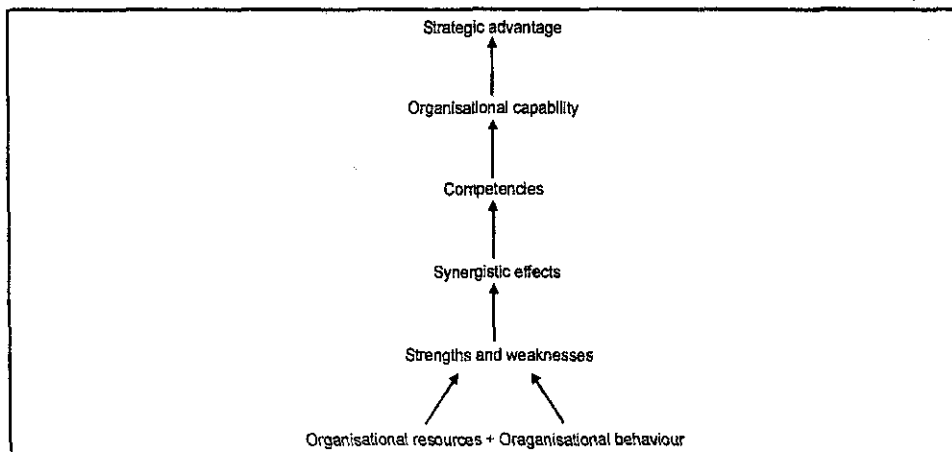 Strategic advantage
Organisational capability
Competencies
Synergistic effects
Strengths and weaknesses
Organisational resources + Oraganisational behaviour